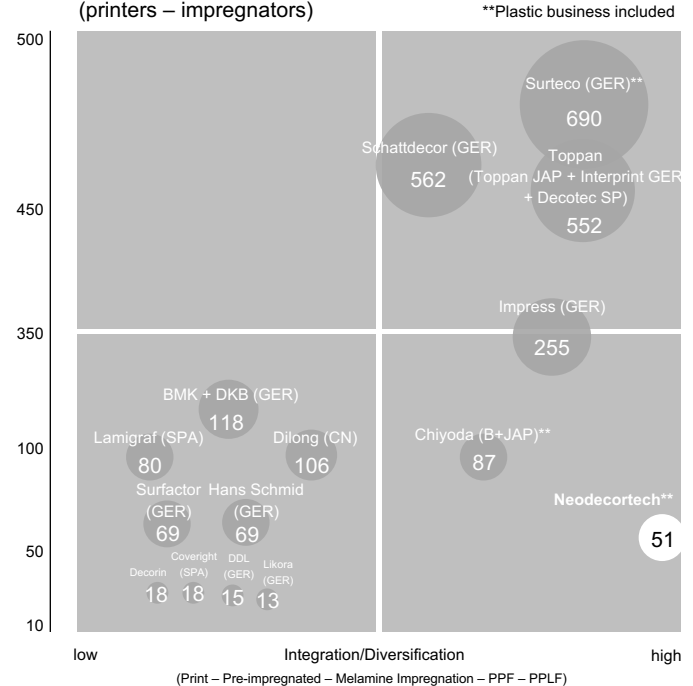 (printers – impregnators)
**Plastic business included
500
Surteco (GER)**
690
Schattdecor (GER)
562
Toppan
(Toppan JAP + Interprint GER
+ Decotec SP)
552
450
Impress (GER)
255
350
BMK + DKB (GER)
118
Lamigraf (SPA)
80
Dilong (CN)
106
Chiyoda (B+JAP)**
87
100
Surfactor
(GER)
69
Hans Schmid
(GER)
69
Neodecortech**
51
50
Decorin
18
Coveright
(SPA)
18
DDL
(GER)
15
Likora
(GER)
13
10
low
Integration/Diversification
high
(Print – Pre-impregnated – Melamine Impregnation – PPF – PPLF)